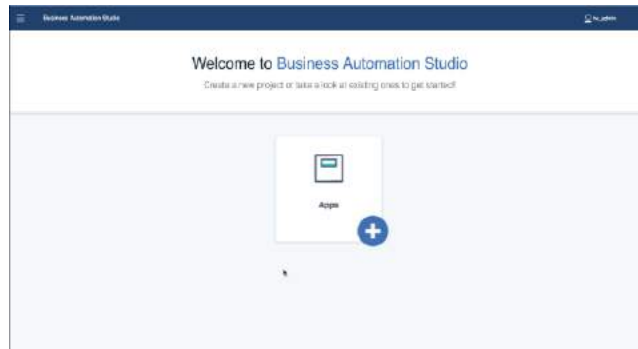 Business Automation Studio
Welcome to Business Automation Studio
Create a new project or take a look at existing ones to get started!
Apps